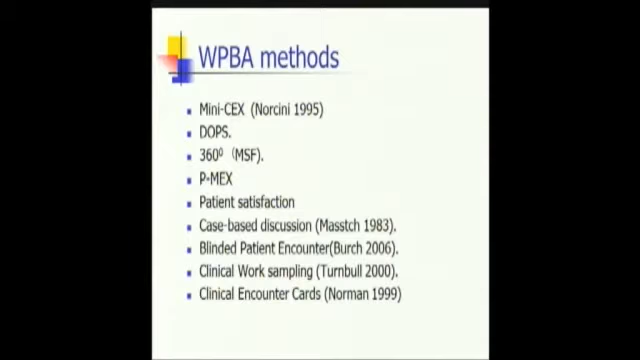 WPBA methods
Mini-CEX (Norcini 1995)
DOPS.
360⁰ (MSF).
P-MEX
Patient satisfaction
Case-based discussion (Masstch 1983).
Blinded Patient Encounter(Burch 2006).
Clinical Work sampling (Turnbull 2000).
Clinical Encounter Cards (Norman 1999)